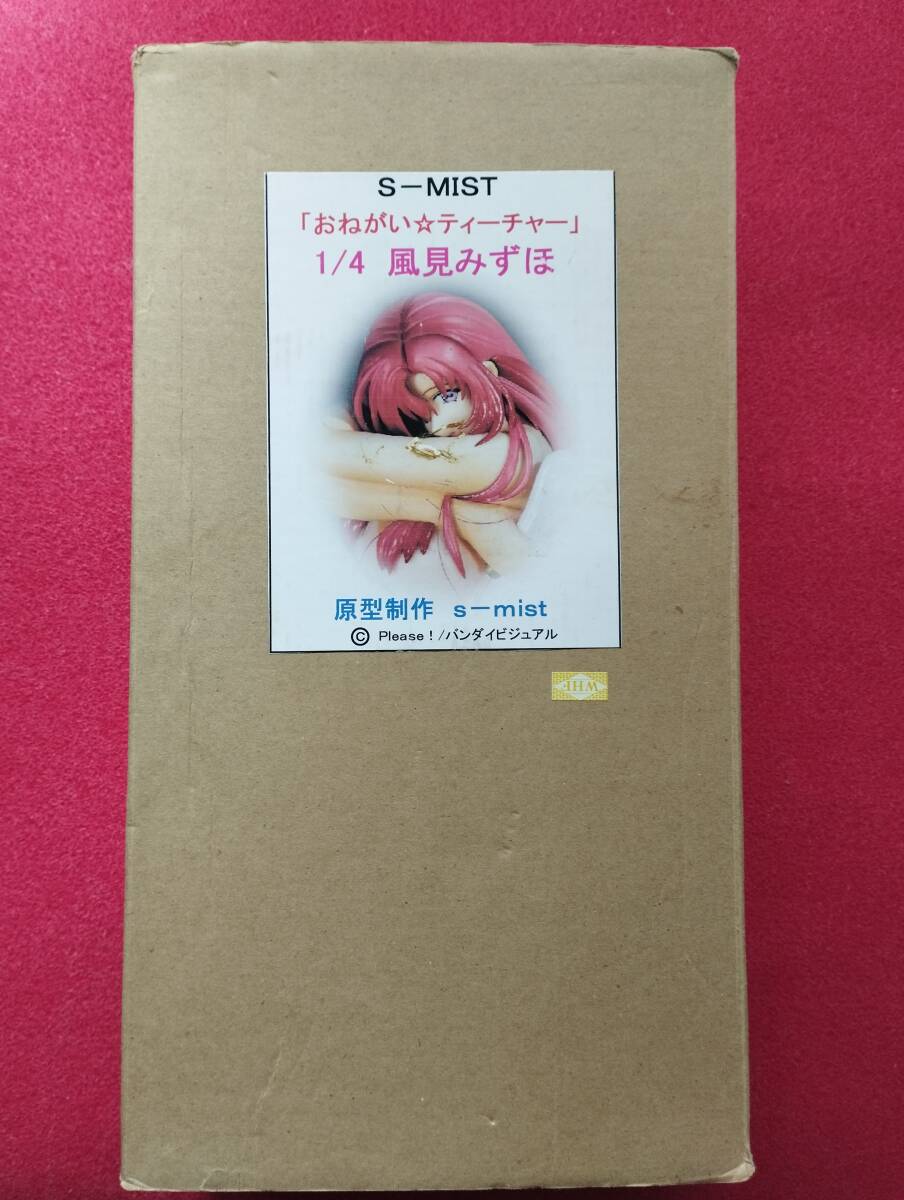 S－MIST
「おねがい☆ティーチャー」
1/4 風見みずほ
原型制作 s－mist
© Please！/バンダイビジュアル
WHI